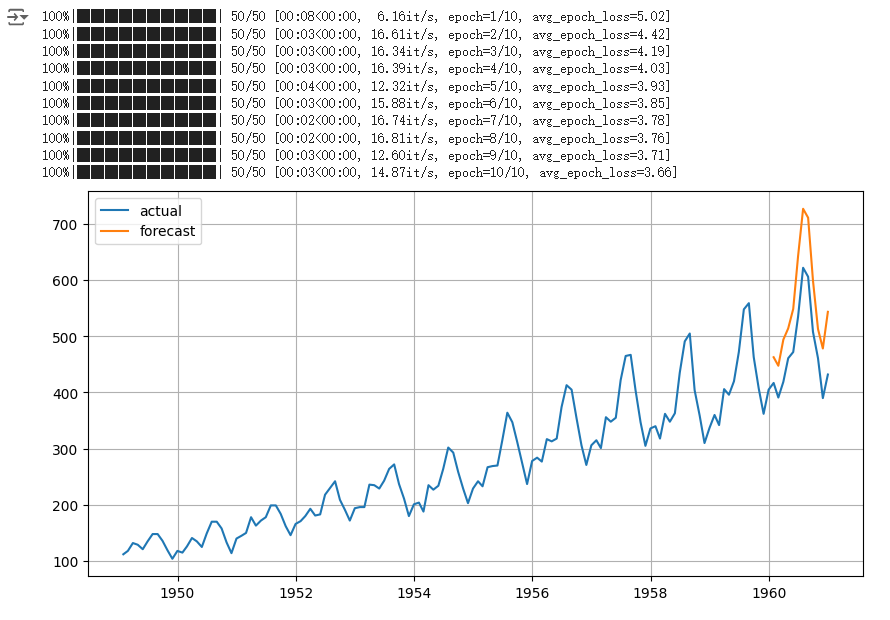 100%|██████████| 50/50 [00:08<00:00,  6.16it/s, epoch=1/10, avg_epoch_loss=5.02]
100%|██████████| 50/50 [00:03<00:00, 16.61it/s, epoch=2/10, avg_epoch_loss=4.42]
100%|██████████| 50/50 [00:03<00:00, 16.34it/s, epoch=3/10, avg_epoch_loss=4.19]
100%|██████████| 50/50 [00:03<00:00, 16.39it/s, epoch=4/10, avg_epoch_loss=4.03]
100%|██████████| 50/50 [00:04<00:00, 12.32it/s, epoch=5/10, avg_epoch_loss=3.93]
100%|██████████| 50/50 [00:03<00:00, 15.88it/s, epoch=6/10, avg_epoch_loss=3.85]
100%|██████████| 50/50 [00:02<00:00, 16.74it/s, epoch=7/10, avg_epoch_loss=3.78]
100%|██████████| 50/50 [00:02<00:00, 16.81it/s, epoch=8/10, avg_epoch_loss=3.76]
100%|██████████| 50/50 [00:03<00:00, 12.60it/s, epoch=9/10, avg_epoch_loss=3.71]
100%|██████████| 50/50 [00:03<00:00, 14.87it/s, epoch=10/10, avg_epoch_loss=3.66]
actual
forecast
700
600
500
400
300
200
100
1950 1952 1954 1956 1958 1960